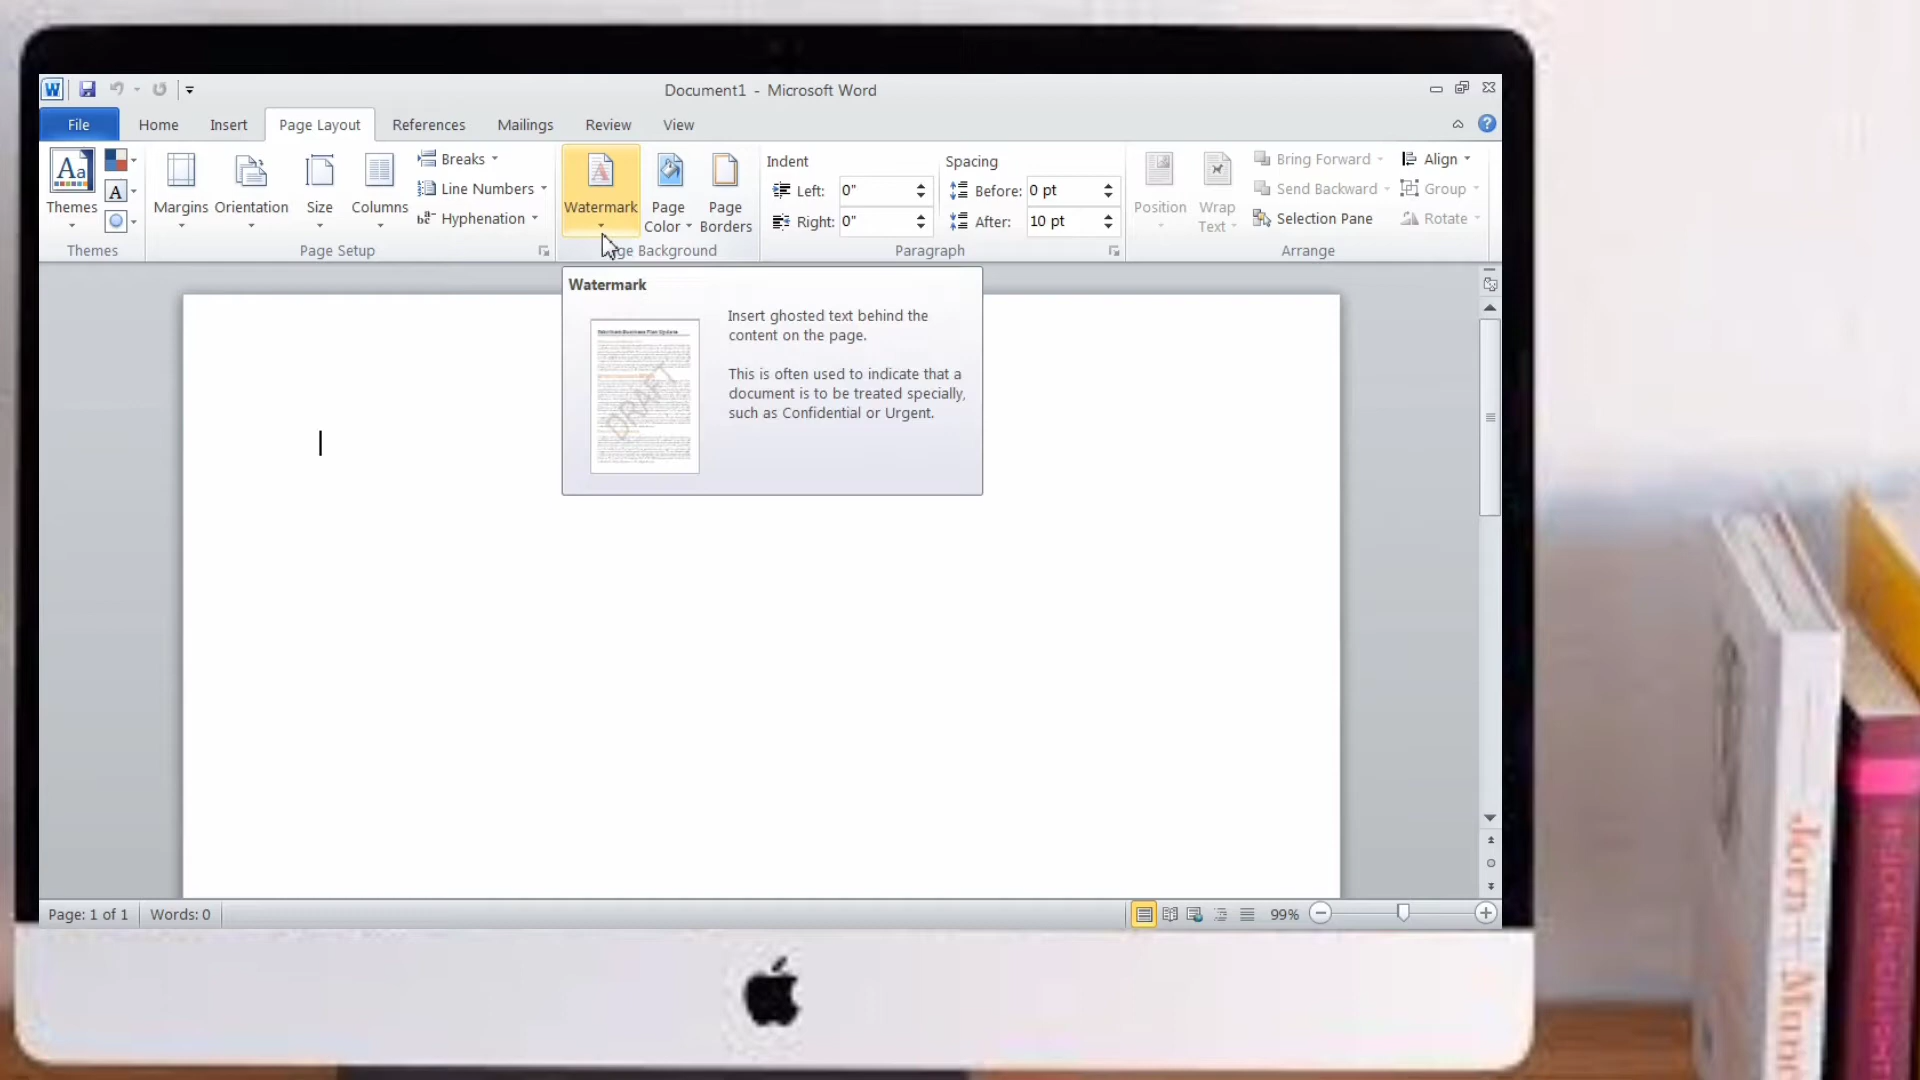 Document1 - Microsoft Word
File Home Insert Page Layout References Mailings Review View
Themes
Themes
Margins
Orientation
Size
Columns
Breaks
Line Numbers
Hyphenation
Page Setup
Watermark
Page Color
Page Borders
Page Background
Indent
Left: 0"
Right: 0"
Spacing
Before: 0 pt
After: 10 pt
Paragraph
Position
Wrap Text
Bring Forward
Send Backward
Selection Pane
Align
Group
Rotate
Arrange
Watermark
Insert ghosted text behind the
content on the page.
This is often used to indicate that a
document is to be treated specially,
such as Confidential or Urgent.
DRAFT
Page: 1 of 1 Words: 0
99%